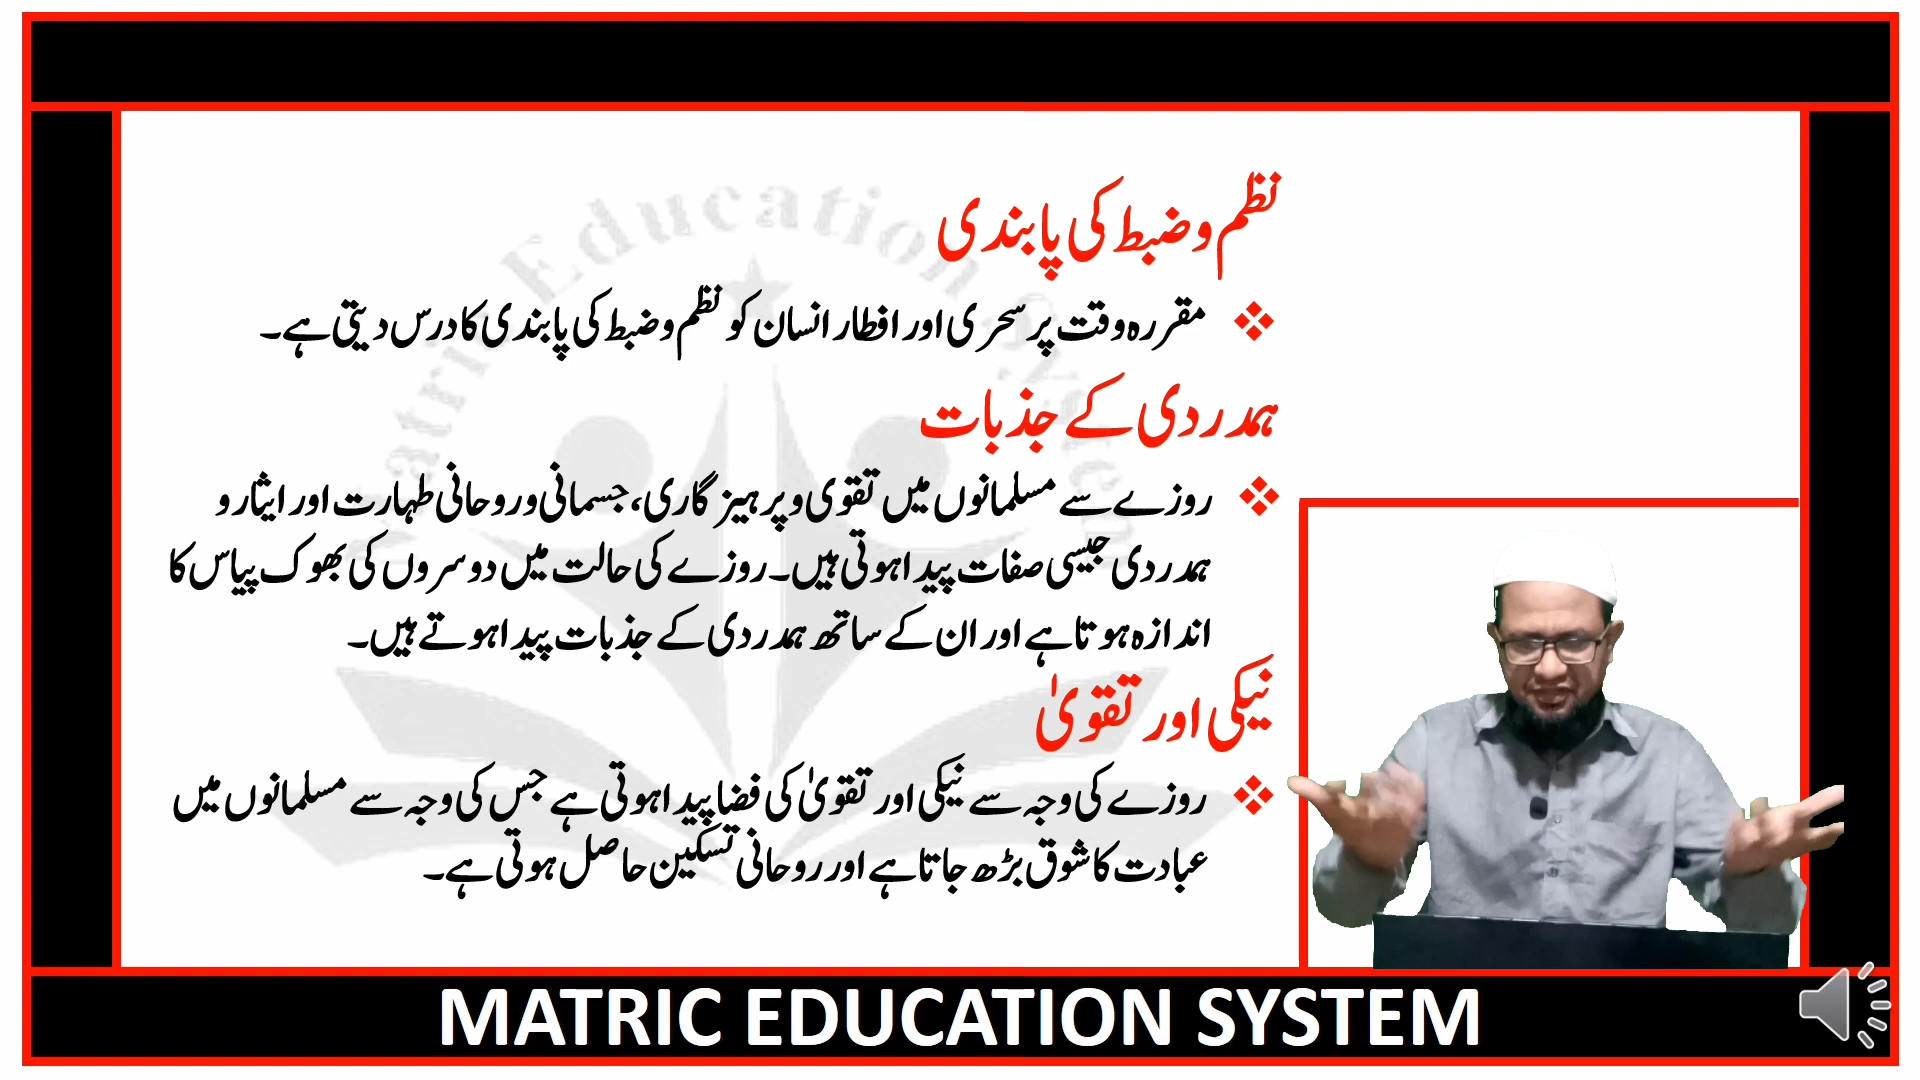 نظم و ضبط کی پابندی
❖ مقررہ وقت پر سحری اور افطار انسان کو نظم و ضبط کی پابندی کا درس دیتی ہے۔
ہمدردی کے جذبات
❖ روزے سے مسلمانوں میں تقوی و پرہیز گاری، جسمانی و روحانی طہارت اور ایثار و
ہمدردی جیسی صفات پیدا ہوتی ہیں۔ روزے کی حالت میں دوسروں کی بھوک پیاس کا
اندازہ ہوتا ہے اور ان کے ساتھ ہمدردی کے جذبات پیدا ہوتے ہیں۔
نیکی اور تقویٰ
❖ روزے کی وجہ سے نیکی اور تقویٰ کی فضا پیدا ہوتی ہے جس کی وجہ سے مسلمانوں میں
عبادت کا شوق بڑھ جاتا ہے اور روحانی تسکین حاصل ہوتی ہے۔
Matric Education System
MATRIC EDUCATION SYSTEM